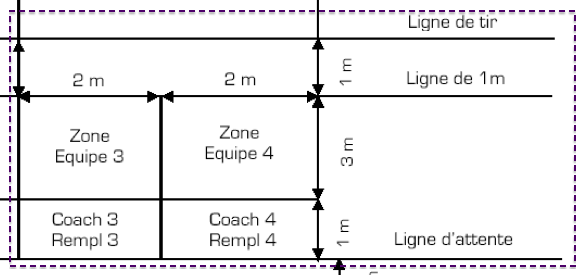 Ligne de tir
2 m
2 m
1 m
Ligne de 1m
Zone
Equipe 3
Zone
Equipe 4
3 m
Coach 3
Rempl 3
Coach 4
Rempl 4
1 m
Ligne d'attente